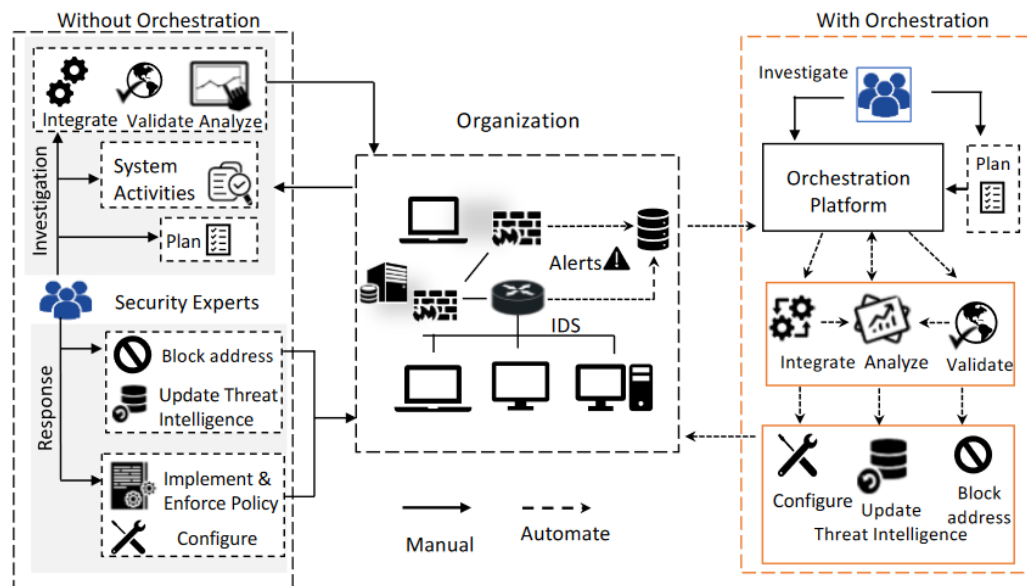 Without Orchestration
Integrate Validate Analyze
System
Activities
Plan
Investigation
Security Experts
Response
Block address
Update Threat
Intelligence
Implement &
Enforce Policy
Configure
Organization
Alerts
IDS
Manual
Automate
With Orchestration
Investigate
Plan
Orchestration
Platform
Integrate Analyze Validate
Configure
Update
Threat Intelligence
Block
address